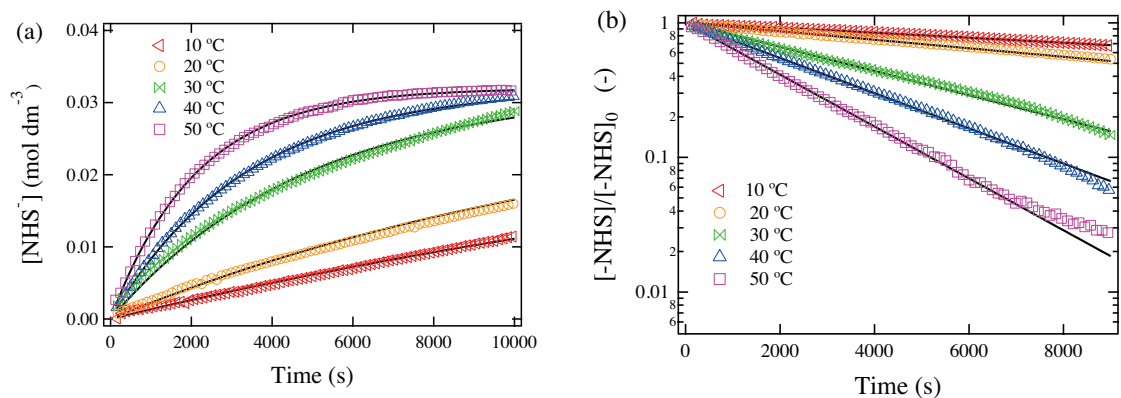 (a)
0.04
0.03
0.02
0.01
0.00
[NHS⁻] (mol dm⁻³)
10 ºC
20 ºC
30 ºC
40 ºC
50 ºC
0
2000
4000
6000
8000
10000
Time (s)
(b)
1
8
6
4
2
0.1
8
6
4
2
0.01
8
6
[-NHS]/[-NHS]₀ (-)
10 ºC
20 ºC
30 ºC
40 ºC
50 ºC
0
2000
4000
6000
8000
Time (s)